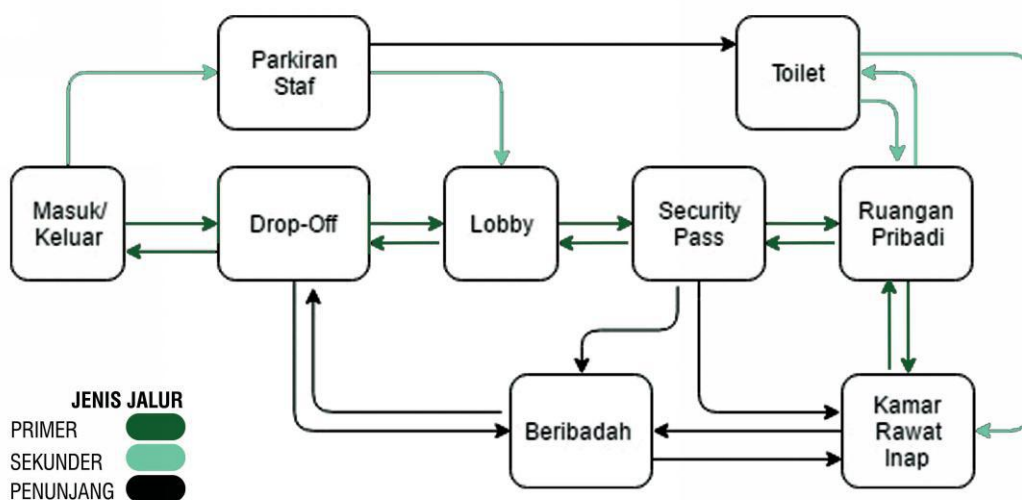 Parkiran
Staf
Toilet
Masuk/
Keluar
Drop-Off
Lobby
Security
Pass
Ruangan
Pribadi
Beribadah
Kamar
Rawat
Inap
JENIS JALUR
PRIMER
SEKUNDER
PENUNJANG